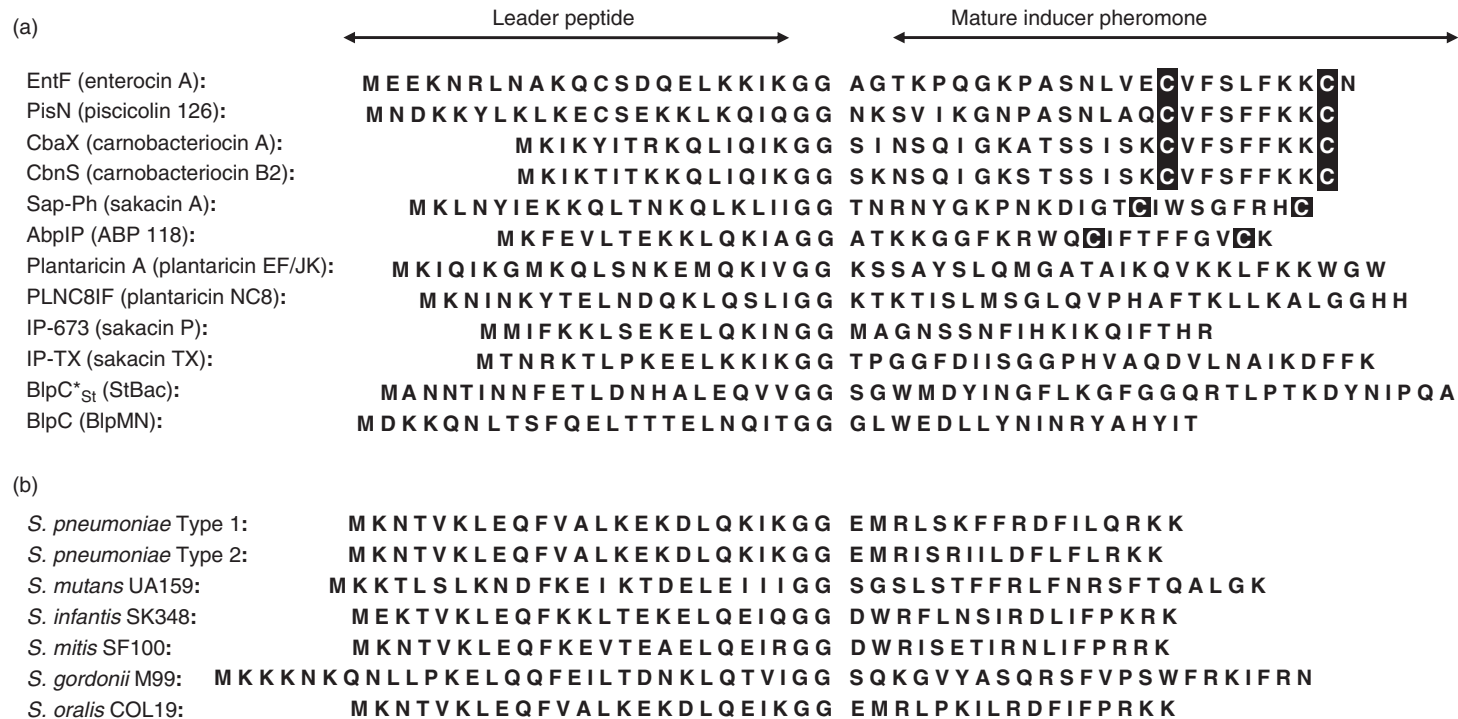 (a)
Leader peptide Mature inducer pheromone
EntF (enterocin A): MEEKNRLNAKQCSDQELKKIKGG AGTKPQGKPASNLVECVFSLFKKCN
PisN (piscicolin 126): MNDKKYLKLKECSEKKLKQIQGG NKSVIKGNPASNLAQCVFSFFKKC
CbaX (carnobacteriocin A): MKIKYITRKQLIQIKGG SINSQIGKATSSISKCVFSFFKKC
CbnS (carnobacteriocin B2): MKIKTITKKQLIQIKGG SKNSQIGKSTSSISKCVFSFFKKC
Sap-Ph (sakacin A): MKLNYIEKKQLTNKQLKLIIGG TNRNYGKPNKDIGTCIWSGFRHC
AbpIP (ABP 118): MKFEVLTEKKLQKIAGG ATKKGGFKRWQCIFTFFGVCK
Plantaricin A (plantaricin EF/JK): MKIQIKGMKQLSNKEMQKIVGG KSSAYSLQMGATAIKQVKKLFKKWGW
PLNC8IF (plantaricin NC8): MKNINKYTELNDQKLQSLIGG KTKTISLMSGLQVPHAFTKLLKALGGHH
IP-673 (sakacin P): MMIFKKLSEKELQKINGG MAGNSSNFIHKIKQIFTHR
IP-TX (sakacin TX): MTNRKTLPKEELKKIKGG TPGGFDIISGGPHVAQDVLNAIKDFFK
BlpC*St (StBac): MANNTINNFETLDNHALEQVVGG SGWMDYINGFLKGFGGQRTLPTKDYNIPQA
BlpC (BlpMN): MDKKQNLTSFQELTTTELNQITGG GLWEDLLYNINRYAHYIT
(b)
S. pneumoniae Type 1: MKNTVKLEQFVALKEKDLQKIKGG EMRLSKFFRDFILQRKK
S. pneumoniae Type 2: MKNTVKLEQFVALKEKDLQKIKGG EMRISRIILDFLFLRKK
S. mutans UA159: MKKTLSLKNDFKEIKTDELEIIIGG SGSLSTFFRLFNRSFTQALGK
S. infantis SK348: MEKTVKLEQFKKLTEKELQEIQGG DWRFLNSIRDLIFPKRK
S. mitis SF100: MKNTVKLEQFKEVTEAELQEIRGG DWRISETIRNLIFPRRK
S. gordonii M99: MKKKNKQNLLPKELQQFEILTDNKLQTVIGG SQKGVYASQRSFVPSWFRKIFRN
S. oralis COL19: MKNTVKLEQFVALKEKDLQEIKGG EMRLPKILRDFIFPRKK